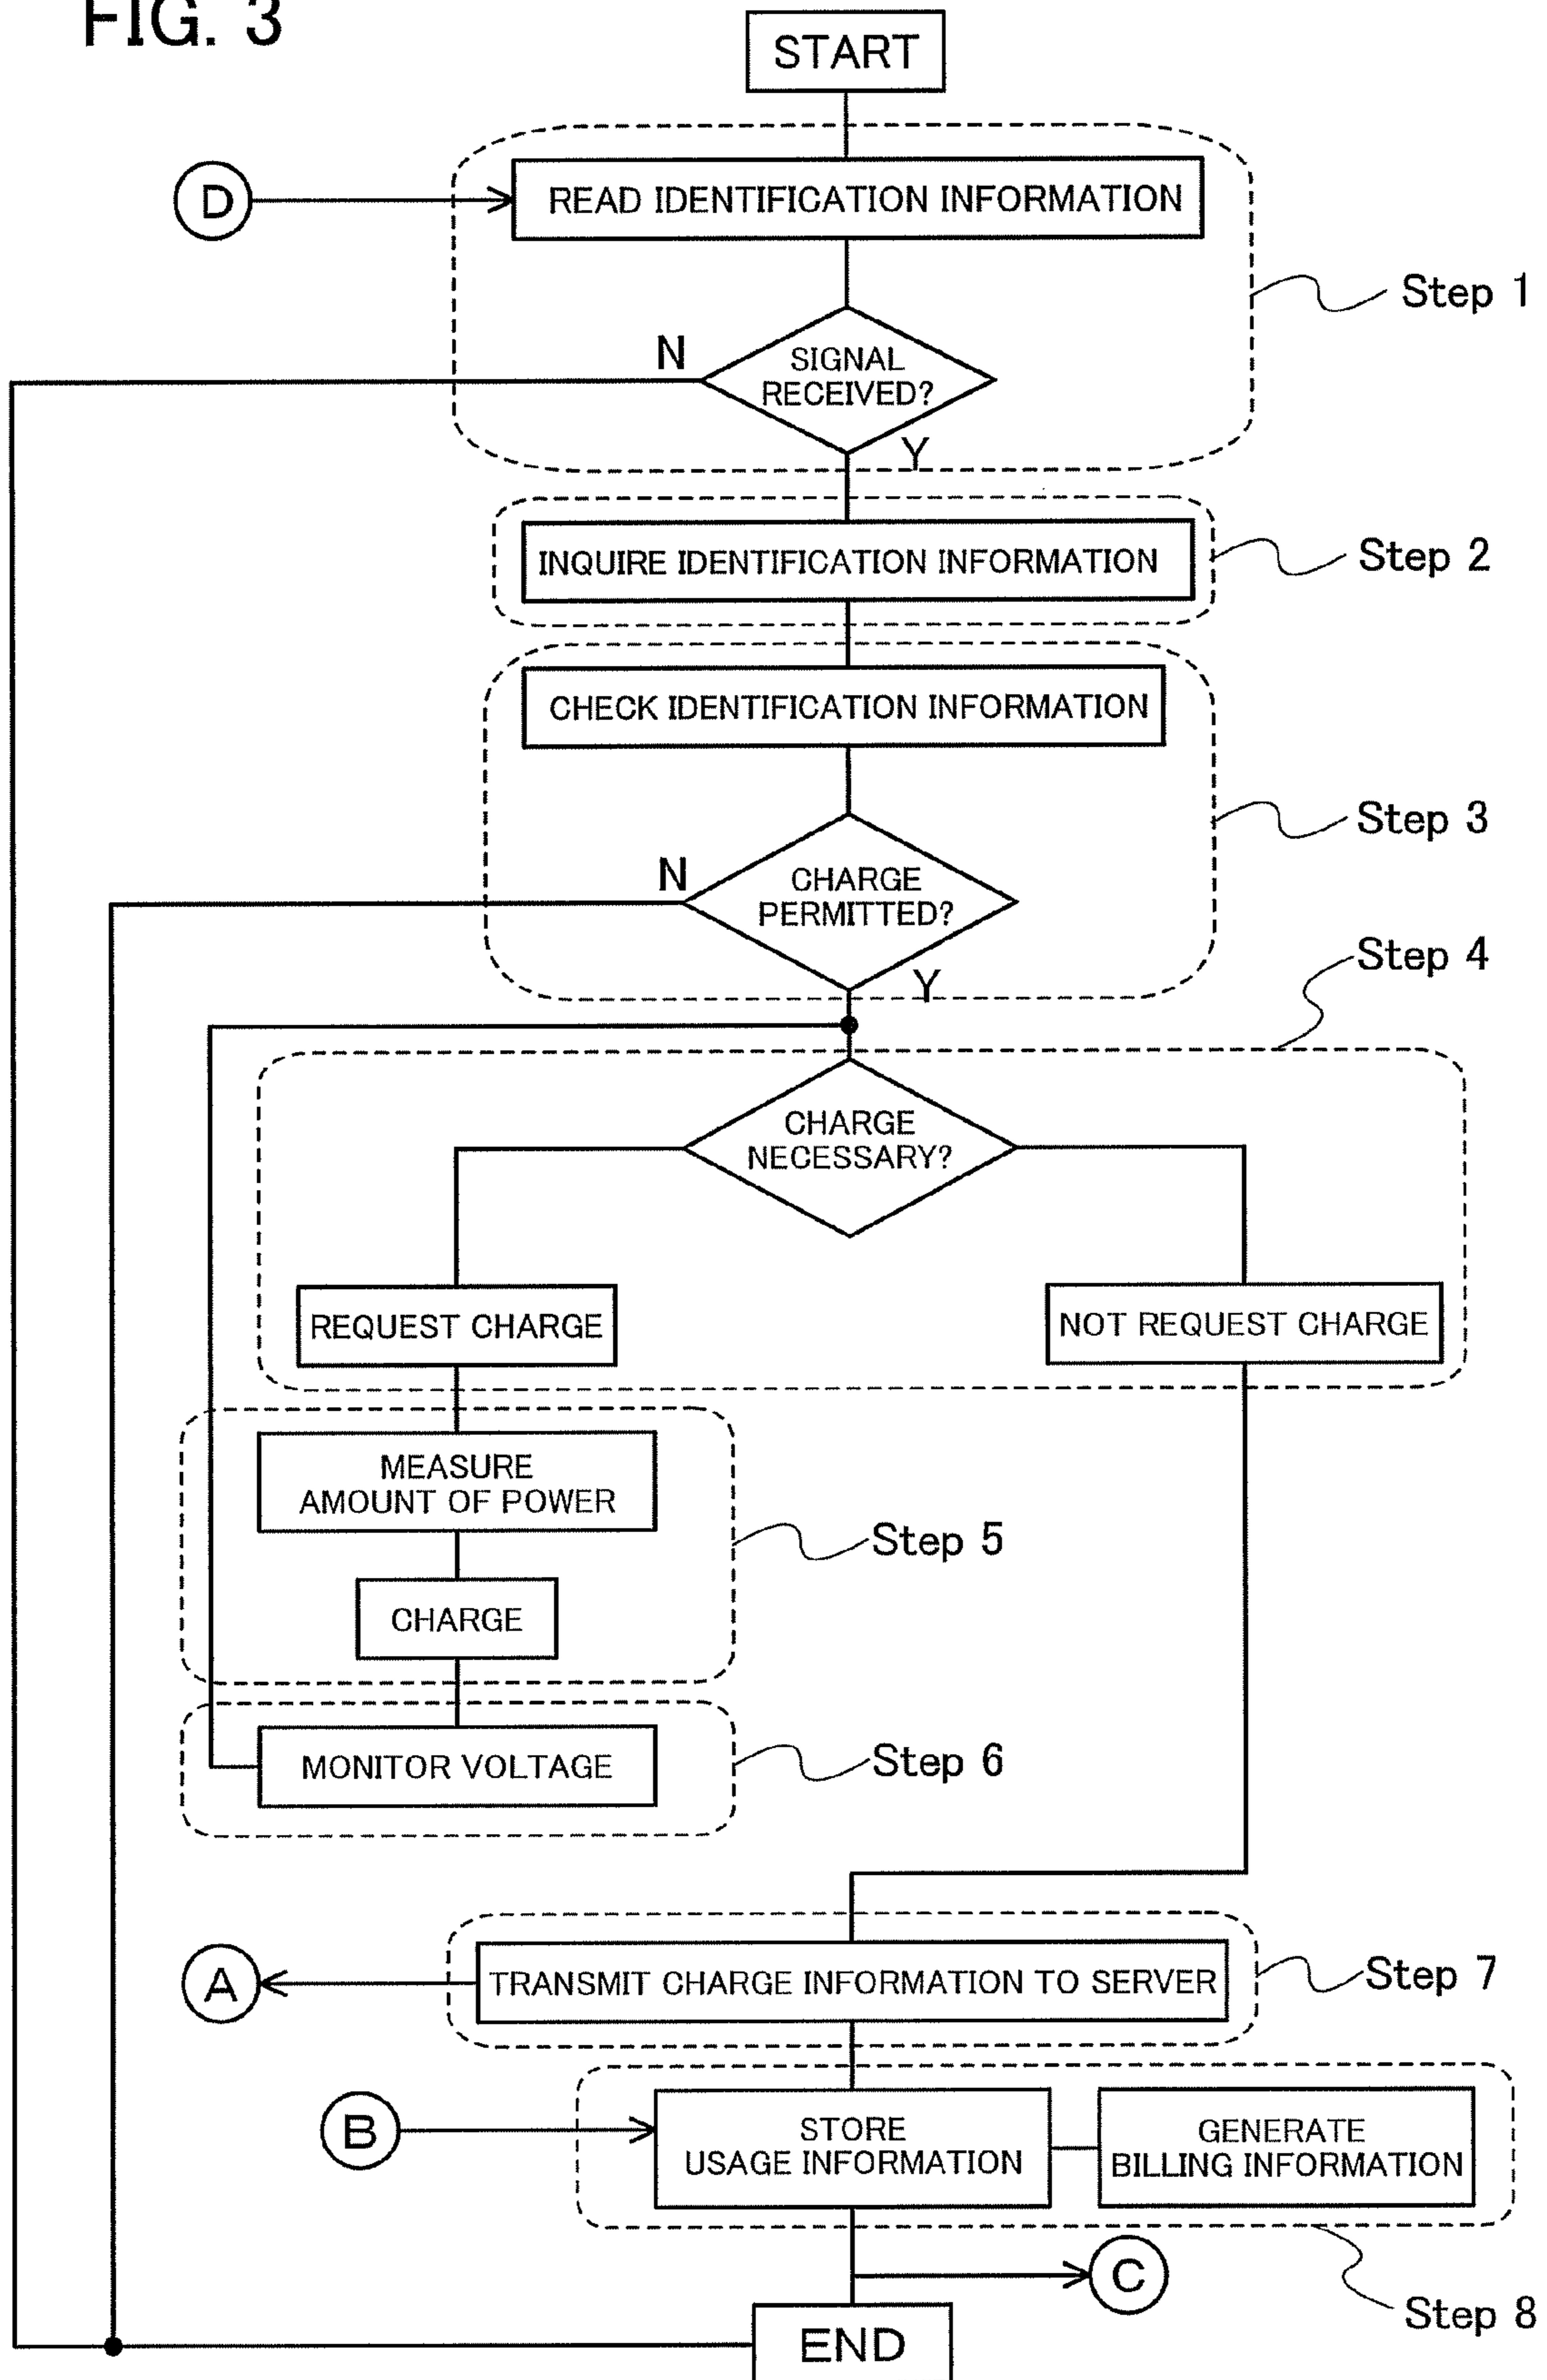 FIG. 3
START
D
READ IDENTIFICATION INFORMATION
Step 1
N
SIGNAL
RECEIVED?
Y
INQUIRE IDENTIFICATION INFORMATION
Step 2
CHECK IDENTIFICATION INFORMATION
Step 3
N
CHARGE
PERMITTED?
Y
Step 4
CHARGE
NECESSARY?
REQUEST CHARGE
NOT REQUEST CHARGE
MEASURE
AMOUNT OF POWER
Step 5
CHARGE
MONITOR VOLTAGE
Step 6
A
TRANSMIT CHARGE INFORMATION TO SERVER
Step 7
B
STORE
USAGE INFORMATION
GENERATE
BILLING INFORMATION
C
Step 8
END